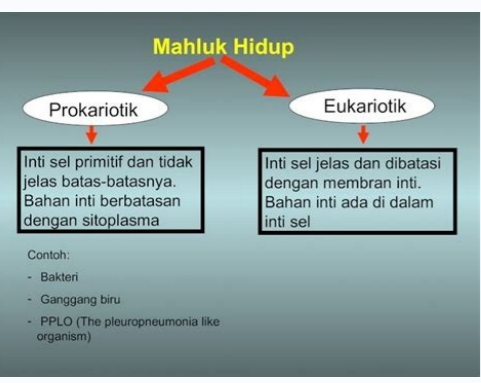 Mahluk Hidup
Prokariotik
Eukariotik
Inti sel primitif dan tidak
jelas batas-batasnya.
Bahan inti berbatasan
dengan sitoplasma
Inti sel jelas dan dibatasi
dengan membran inti.
Bahan inti ada di dalam
inti sel
Contoh:
- Bakteri
- Ganggang biru
- PPLO (The pleuropneumonia like
organism)